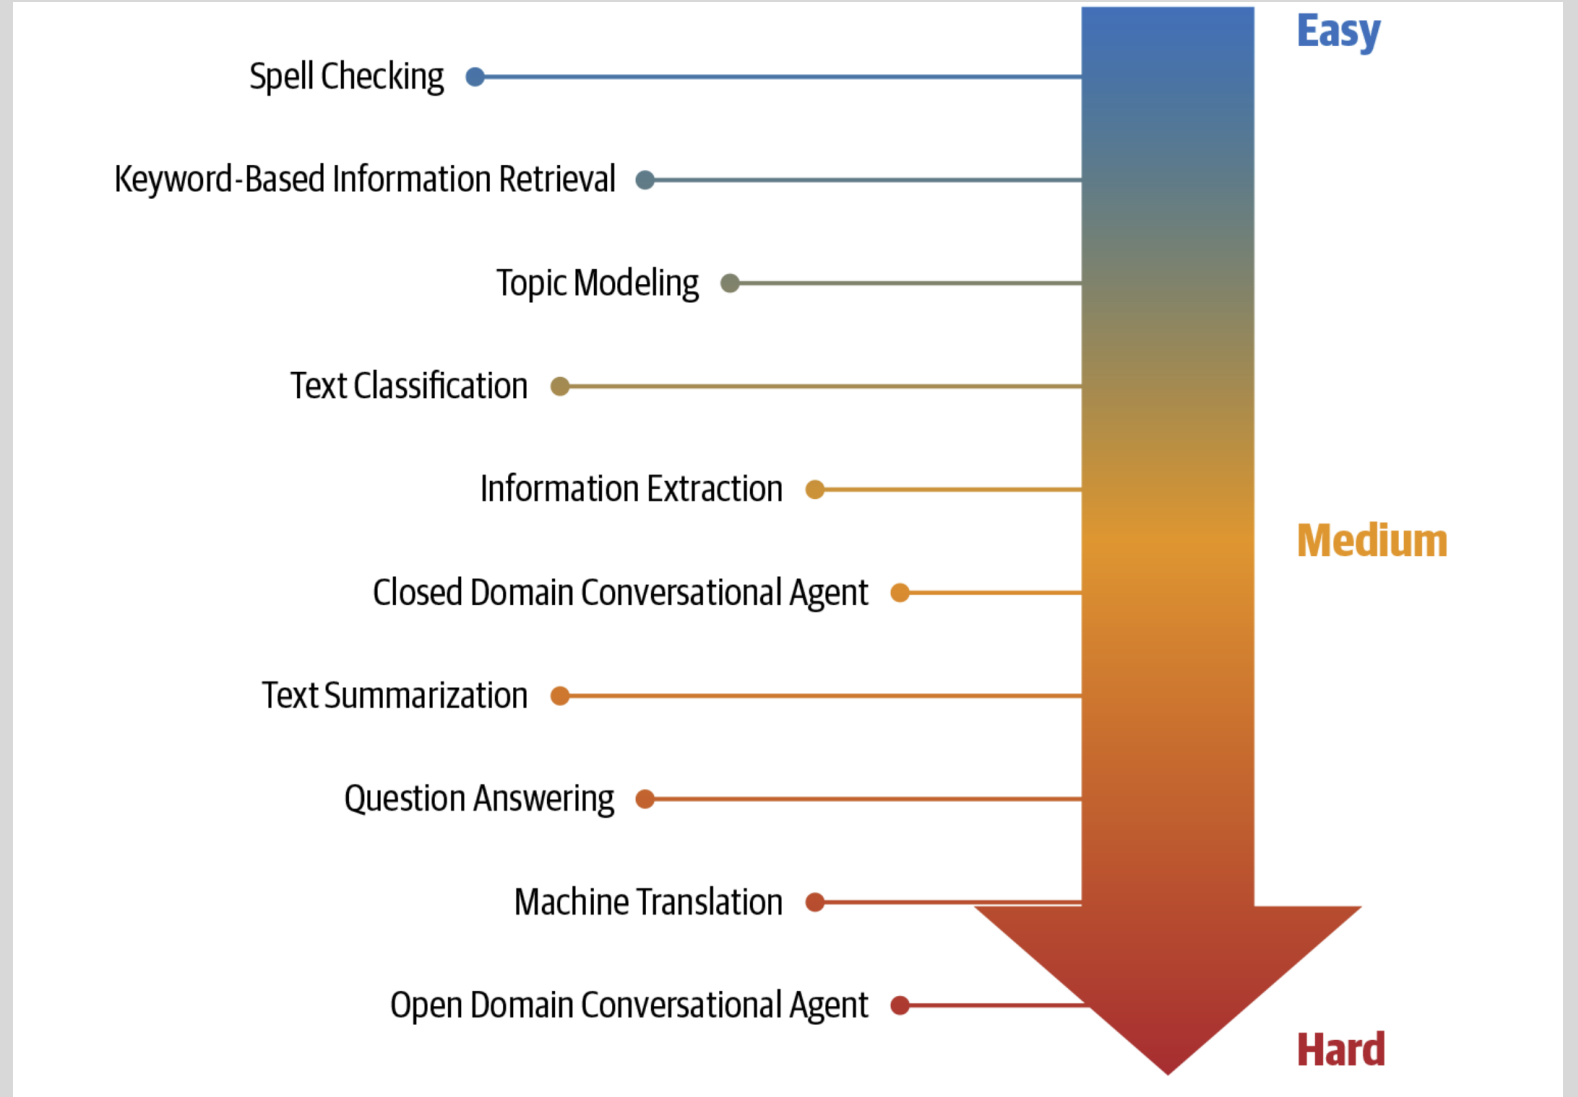 Easy
Spell Checking
Keyword-Based Information Retrieval
Topic Modeling
Text Classification
Information Extraction
Medium
Closed Domain Conversational Agent
Text Summarization
Question Answering
Machine Translation
Open Domain Conversational Agent
Hard